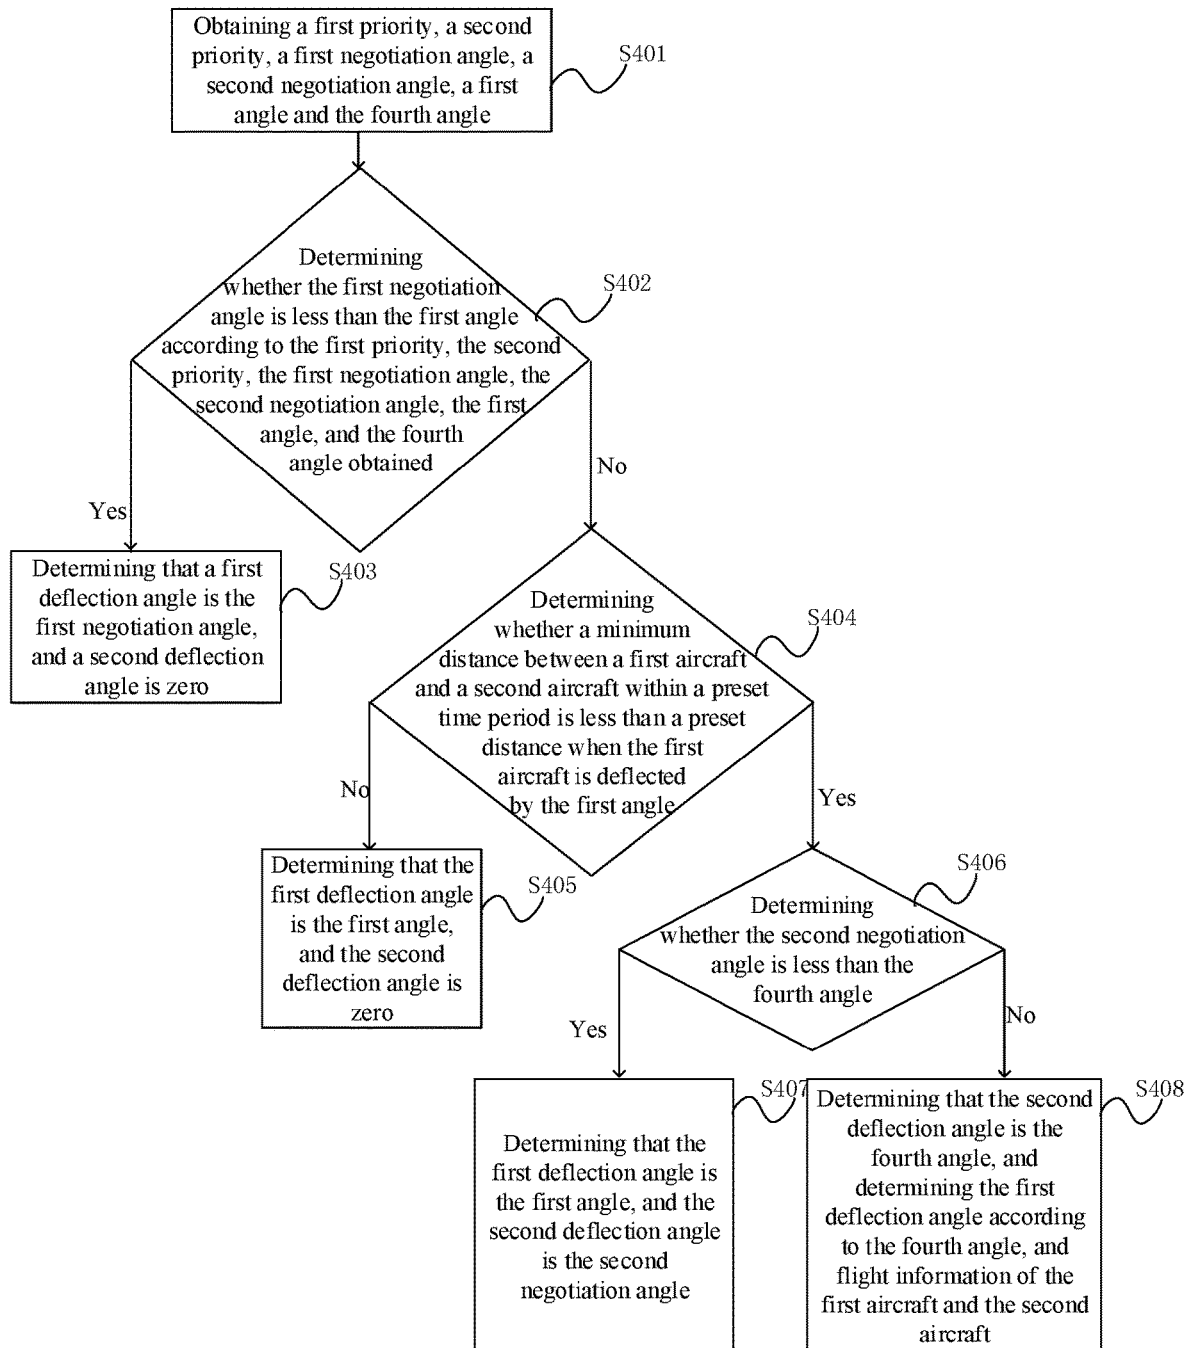 Obtaining a first priority, a second
priority, a first negotiation angle, a
second negotiation angle, a first
angle and the fourth angle
S401
Determining
whether the first negotiation
angle is less than the first angle
according to the first priority, the second
priority, the first negotiation angle, the
second negotiation angle, the first
angle, and the fourth
angle obtained
S402
Yes
No
Determining that a first
deflection angle is the
first negotiation angle,
and a second deflection
angle is zero
S403
Determining
whether a minimum
distance between a first aircraft
and a second aircraft within a preset
time period is less than a preset
distance when the first
aircraft is deflected
by the first angle
S404
No
Yes
Determining that the
first deflection angle
is the first angle,
and the second
deflection angle is
zero
S405
Determining
whether the second negotiation
angle is less than the
fourth angle
S406
Yes
No
Determining that the
first deflection angle is
the first angle, and the
second deflection angle
is the second
negotiation angle
S407
Determining that the second
deflection angle is the
fourth angle, and
determining the first
deflection angle according
to the fourth angle, and
flight information of the
first aircraft and the second
aircraft
S408